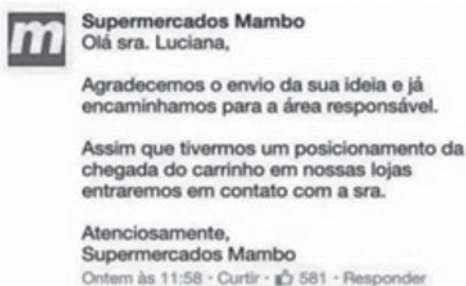 m
Supermercados Mambo
Olá sra. Luciana,
Agradecemos o envio da sua ideia e já
encaminhamos para a área responsável.
Assim que tivermos um posicionamento da
chegada do carrinho em nossas lojas
entraremos em contato com a sra.
Atenciosamente,
Supermercados Mambo
Ontem às 11:58 · Curtir · 581 · Responder